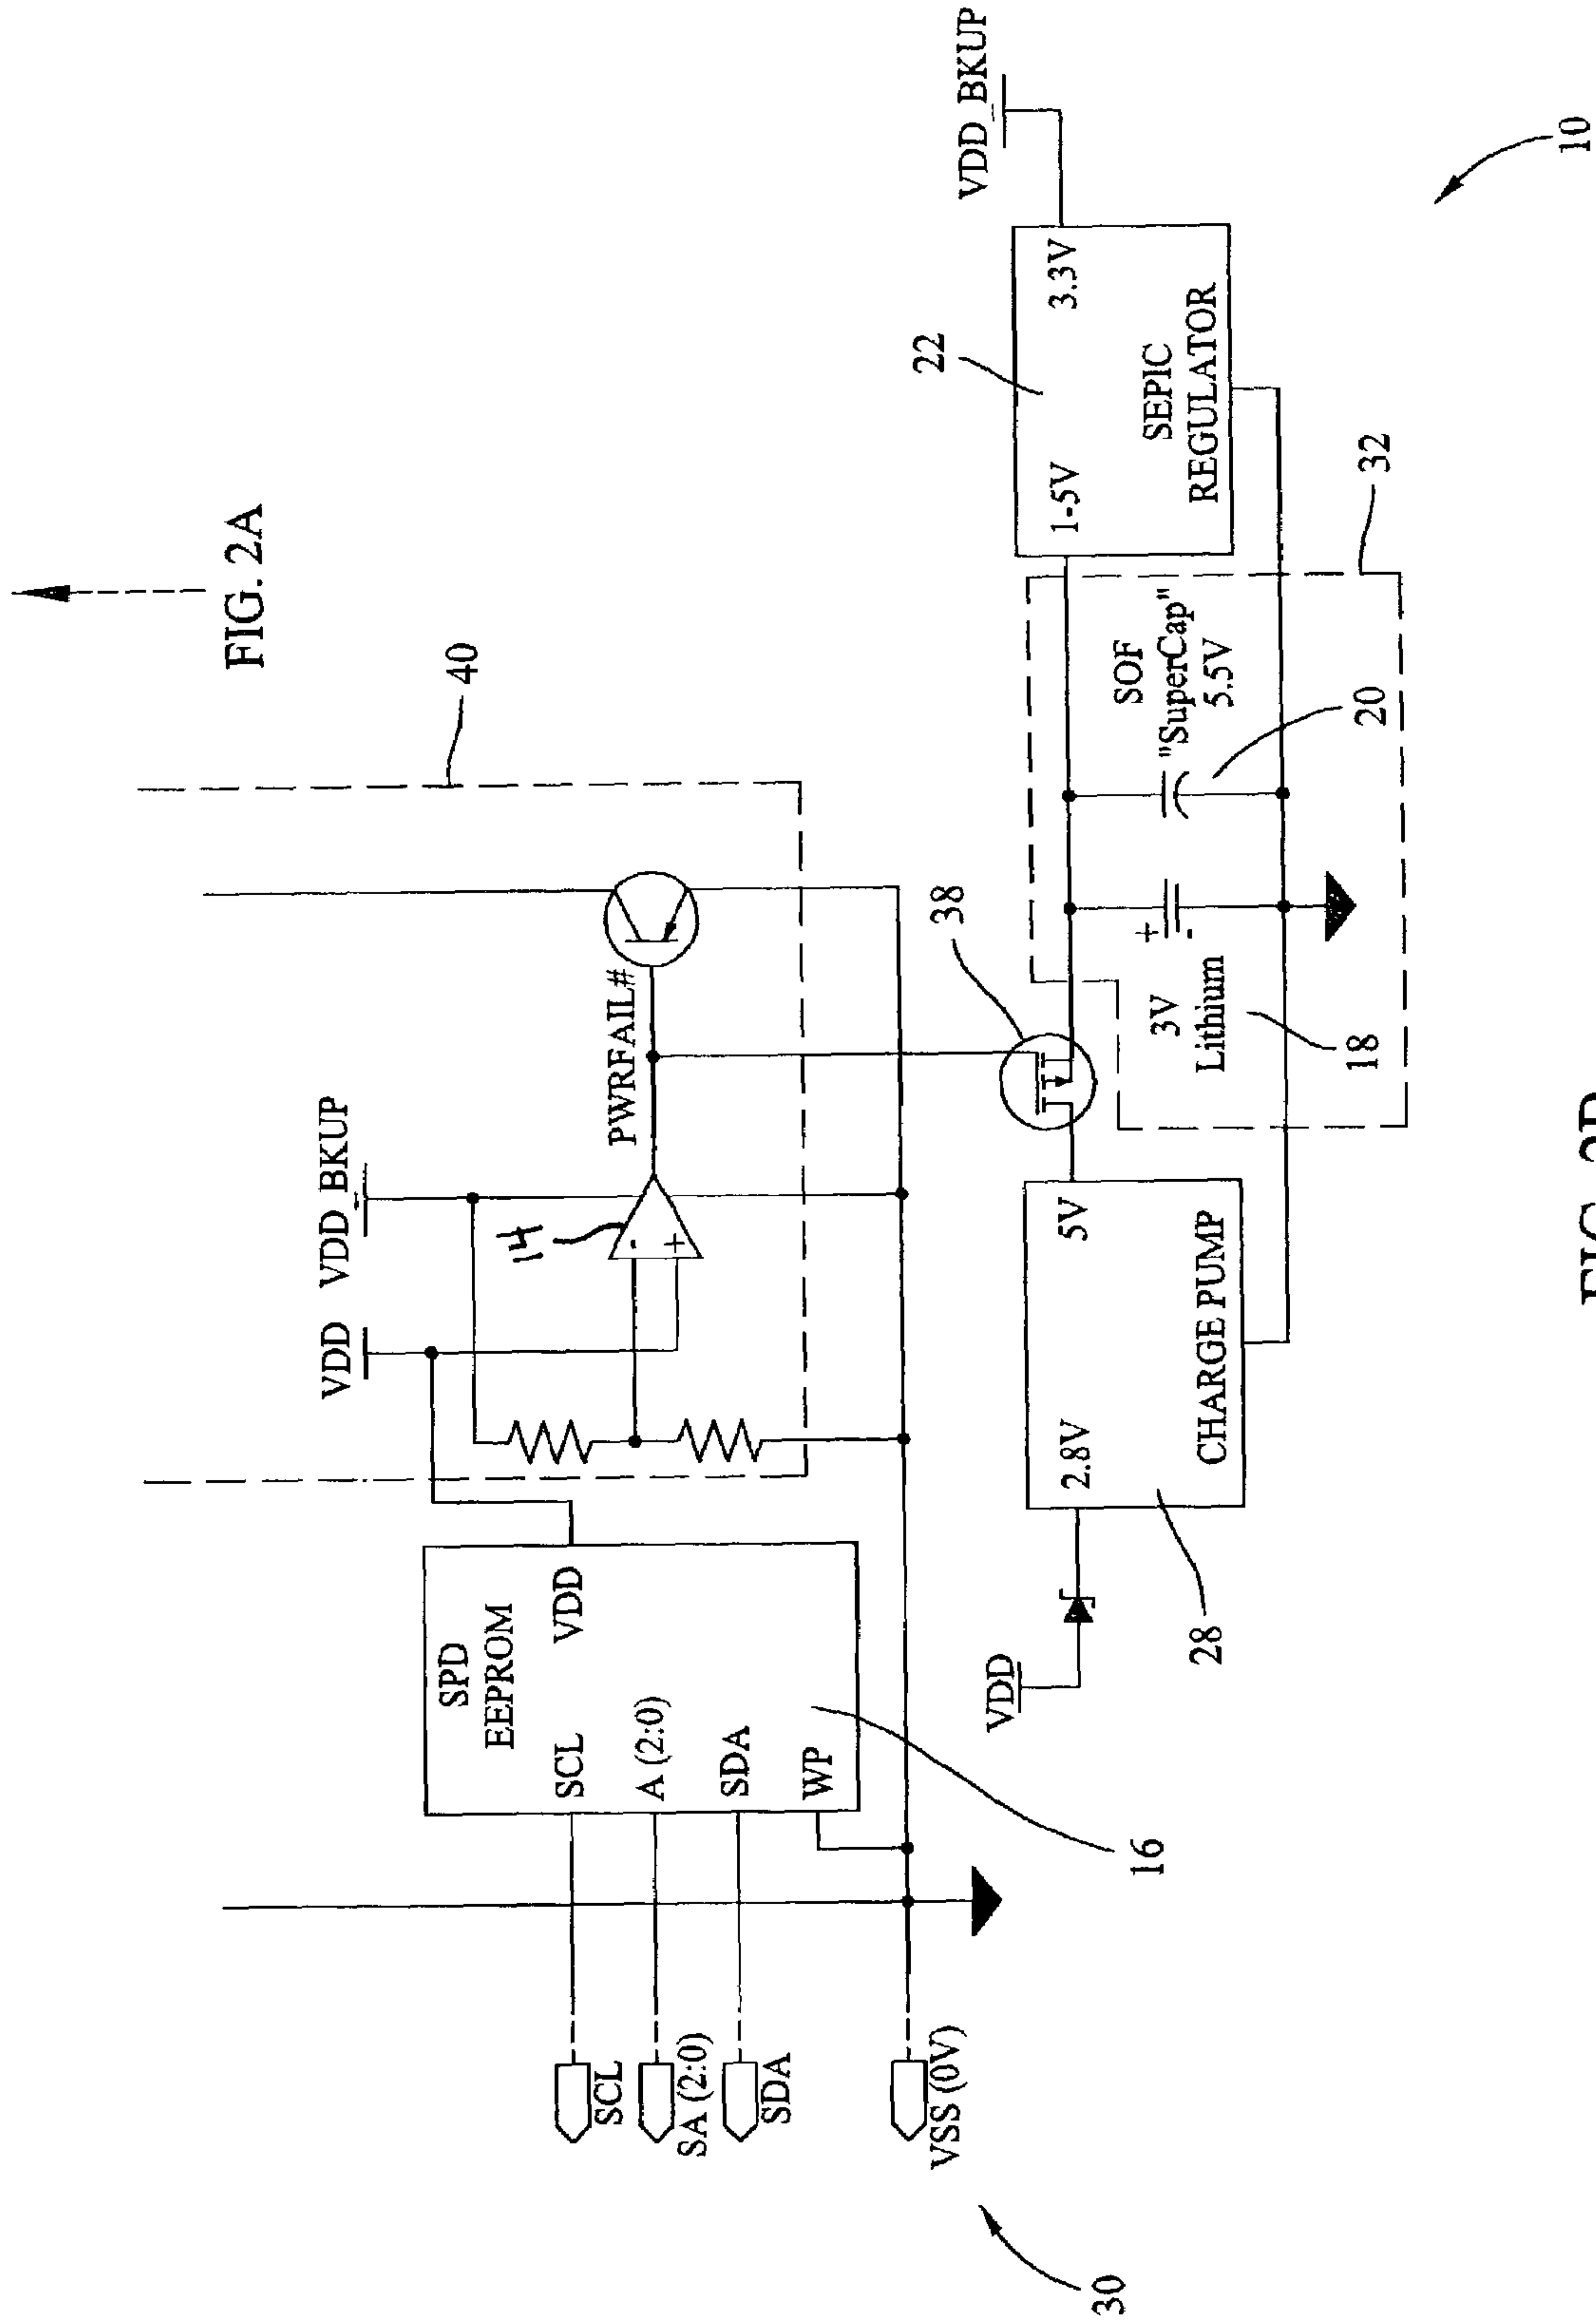 FIG. 2A
40
VDD
VDD_BKUP
14
PWRFAIL#
SPD
EEPROM
SCL
VDD
A (2:0)
SDA
WP
16
SCL
SA (2:0)
SDA
VSS (0V)
30
VDD
2.8V
5V
CHARGE PUMP
28
38
3V
Lithium
18
+
-
SOF
"SuperCap"
5.5V
20
32
1-5V
3.3V
SEPIC
REGULATOR
22
VDD_BKUP
10